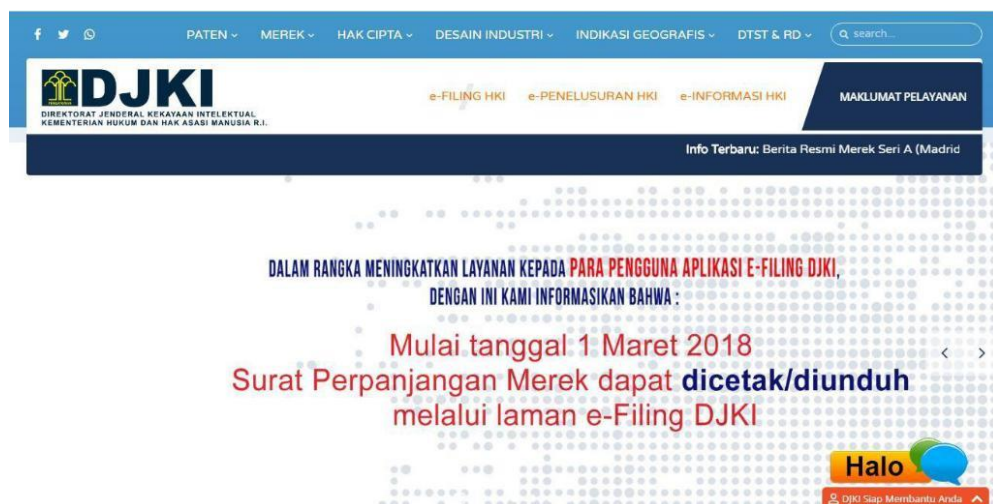 PATEN MEREK HAK CIPTA DESAIN INDUSTRI INDIKASI GEOGRAFIS DTST & RD search...
DJKI
DIREKTORAT JENDERAL KEKAYAAN INTELEKTUAL
KEMENTERIAN HUKUM DAN HAK ASASI MANUSIA R.I.
e-FILING HKI e-PENELUSURAN HKI e-INFORMASI HKI MAKLUMAT PELAYANAN
Info Terbaru: Berita Resmi Merek Seri A (Madrid
DALAM RANGKA MENINGKATKAN LAYANAN KEPADA PARA PENGGUNA APLIKASI E-FILING DJKI,
DENGAN INI KAMI INFORMASIKAN BAHWA :
Mulai tanggal 1 Maret 2018
Surat Perpanjangan Merek dapat dicetak/diunduh
melalui laman e-Filing DJKI
Halo
DJKI Siap Membantu Anda